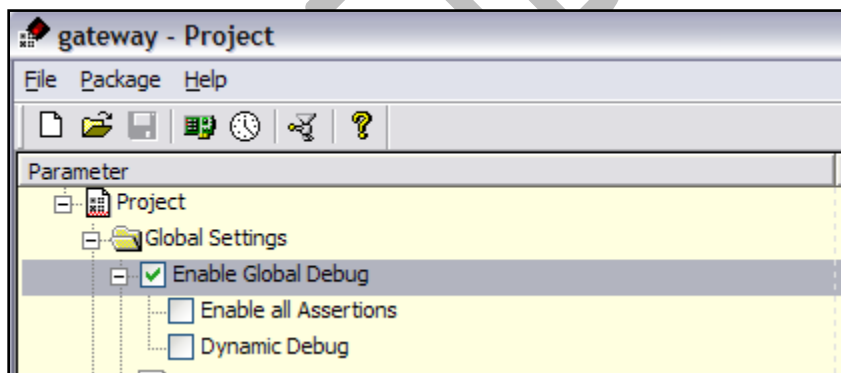 gateway - Project
File Package Help
Parameter
Project
Global Settings
Enable Global Debug
Enable all Assertions
Dynamic Debug